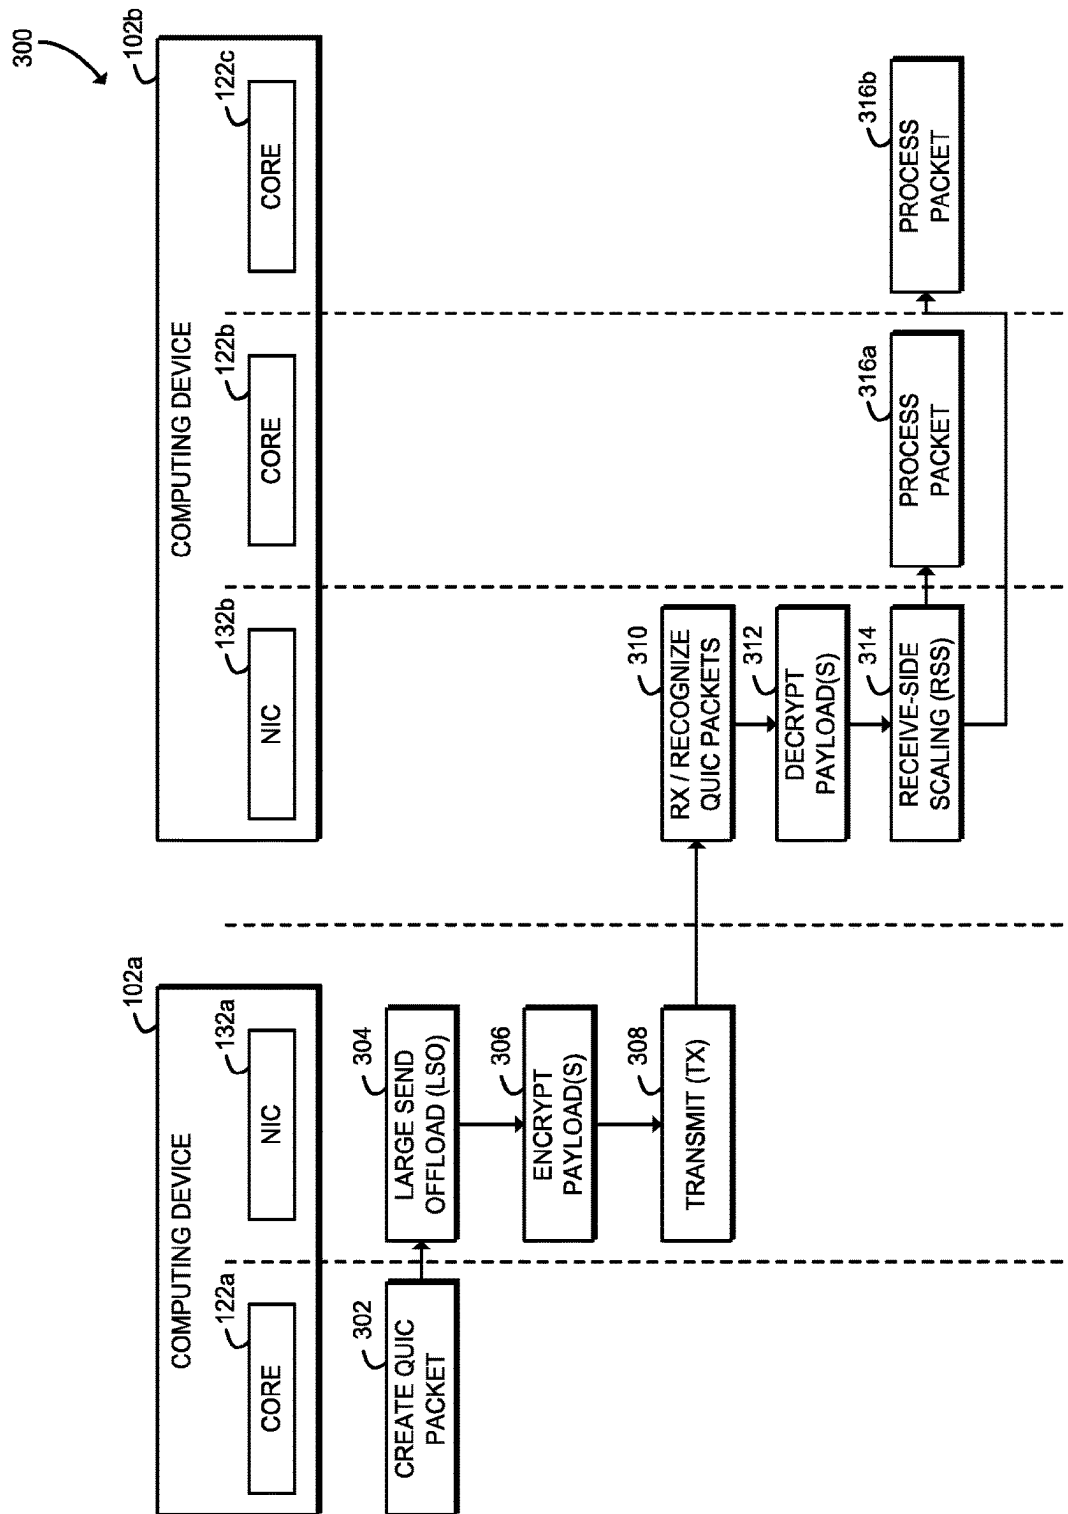 300
102a
COMPUTING DEVICE
122a
CORE
132a
NIC
102b
COMPUTING DEVICE
132b
NIC
122b
CORE
122c
CORE
302
CREATE QUIC
PACKET
304
LARGE SEND
OFFLOAD (LSO)
306
ENCRYPT
PAYLOAD(S)
308
TRANSMIT (TX)
310
RX / RECOGNIZE
QUIC PACKETS
312
DECRYPT
PAYLOAD(S)
314
RECEIVE-SIDE
SCALING (RSS)
316a
PROCESS
PACKET
316b
PROCESS
PACKET